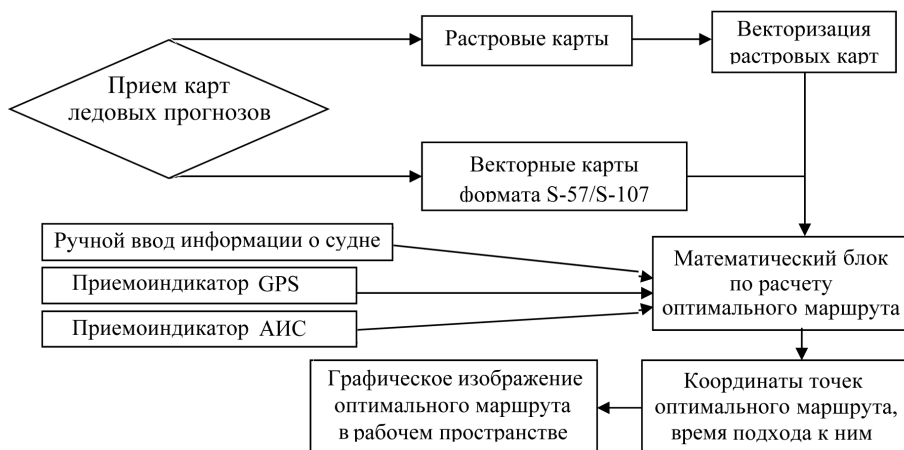 Прием карт
ледовых прогнозов
Растровые карты
Векторизация
растровых карт
Векторные карты
формата S-57/S-107
Ручной ввод информации о судне
Приемоиндикатор GPS
Приемоиндикатор АИС
Математический блок
по расчету
оптимального маршрута
Координаты точек
оптимального маршрута,
время подхода к ним
Графическое изображение
оптимального маршрута
в рабочем пространстве